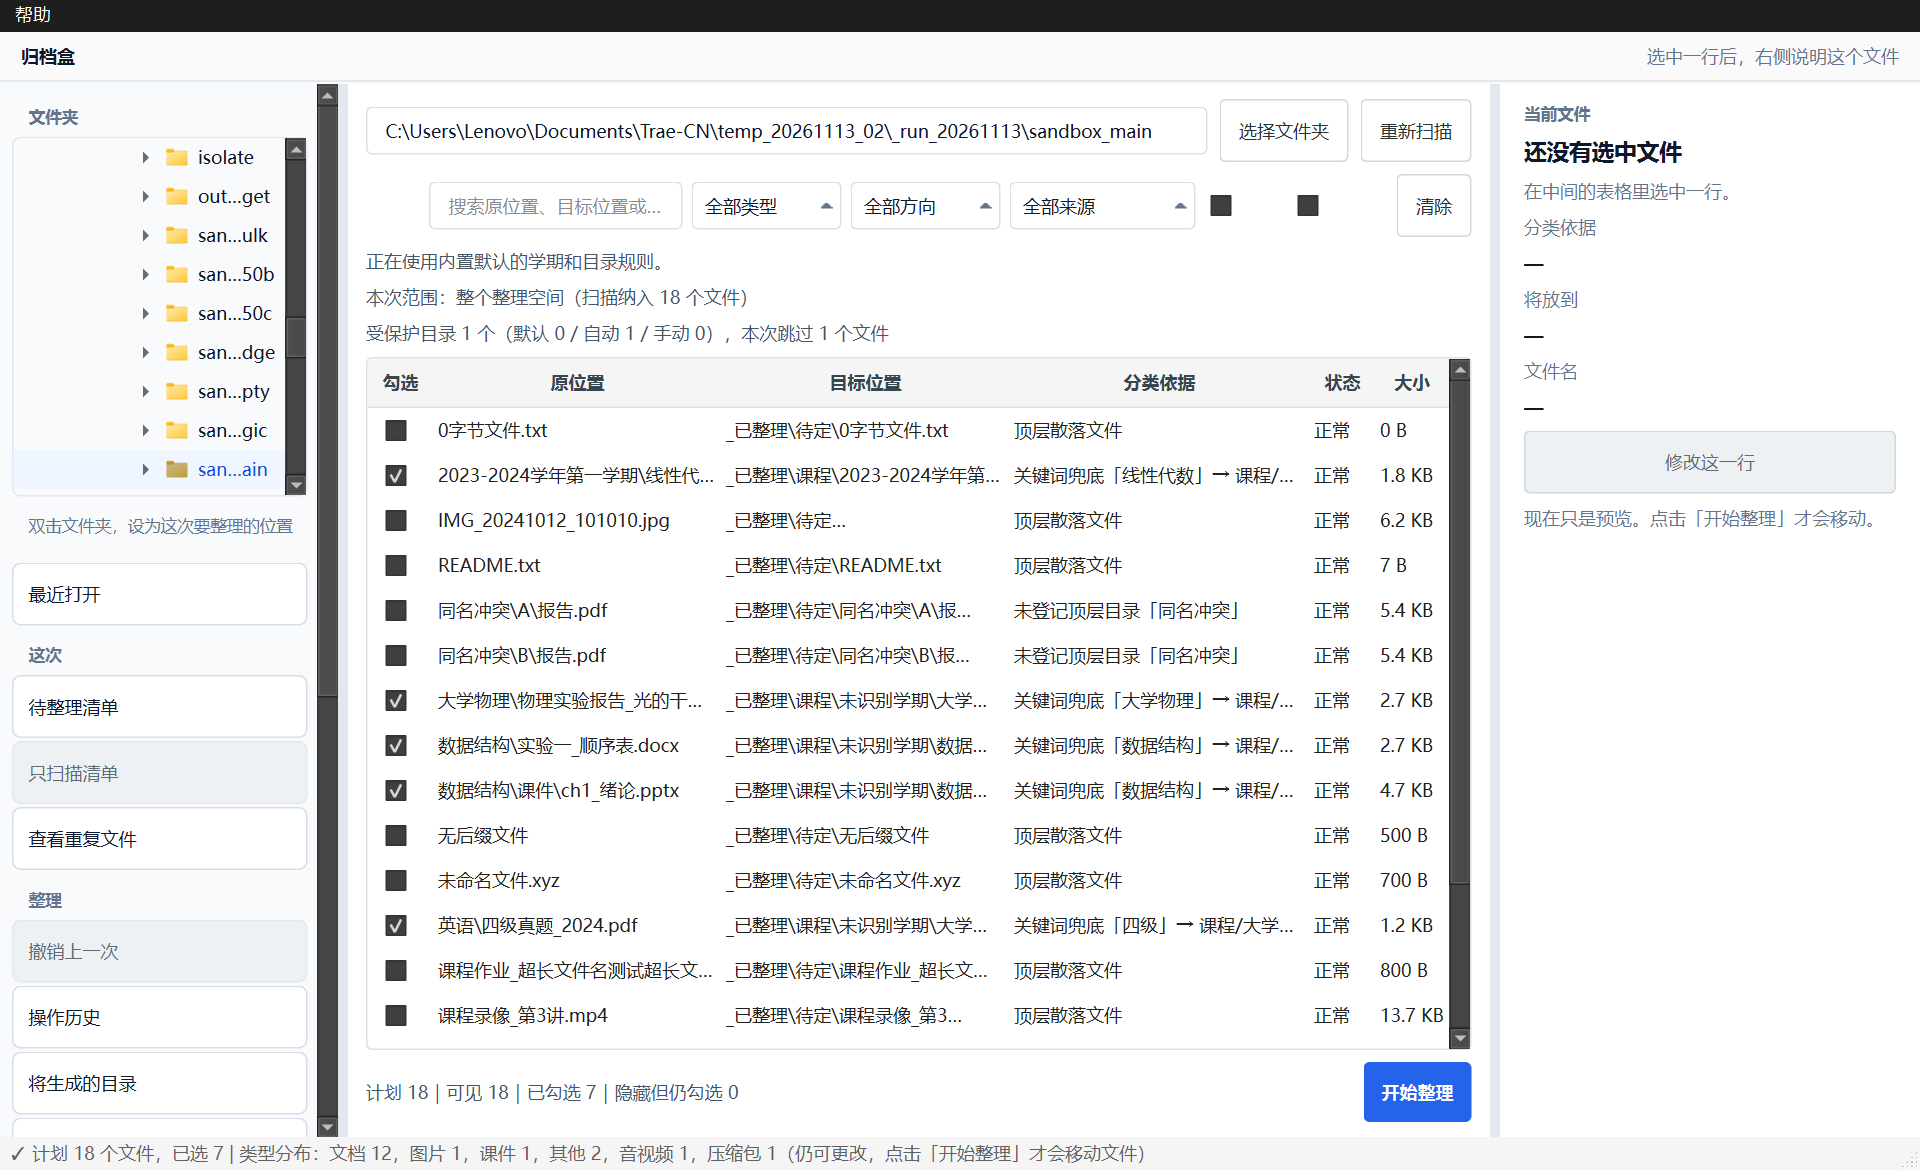 帮助
归档盒
选中一行后，右侧说明这个文件
文件夹
isolate
out...get
san...ulk
san...50b
san...50c
san...dge
san...pty
san...gic
san...ain
双击文件夹，设为这次要整理的位置
最近打开
这次
待整理清单
只扫描清单
查看重复文件
整理
撤销上一次
操作历史
将生成的目录
C:\Users\Lenovo\Documents\Trae-CN\temp_20261113_02\_run_20261113\sandbox_main
选择文件夹
重新扫描
搜索原位置、目标位置或...
全部类型
全部方向
全部来源
清除
正在使用内置默认的学期和目录规则。
本次范围：整个整理空间（扫描纳入 18 个文件）
受保护目录 1 个（默认 0 / 自动 1 / 手动 0），本次跳过 1 个文件
勾选 原位置 目标位置 分类依据 状态 大小
0字节文件.txt _已整理\待定\0字节文件.txt 顶层散落文件 正常 0 B
2023-2024学年第一学期\线性代... _已整理\课程\2023-2024学年第... 关键词兜底「线性代数」→ 课程/... 正常 1.8 KB
IMG_20241012_101010.jpg _已整理\待定... 顶层散落文件 正常 6.2 KB
README.txt _已整理\待定\README.txt 顶层散落文件 正常 7 B
同名冲突\A\报告.pdf _已整理\待定\同名冲突\A\报... 未登记顶层目录「同名冲突」 正常 5.4 KB
同名冲突\B\报告.pdf _已整理\待定\同名冲突\B\报... 未登记顶层目录「同名冲突」 正常 5.4 KB
大学物理\物理实验报告_光的干... _已整理\课程\未识别学期\大学... 关键词兜底「大学物理」→ 课程/... 正常 2.7 KB
数据结构\实验一_顺序表.docx _已整理\课程\未识别学期\数据... 关键词兜底「数据结构」→ 课程/... 正常 2.7 KB
数据结构\课件\ch1_绪论.pptx _已整理\课程\未识别学期\数据... 关键词兜底「数据结构」→ 课程/... 正常 4.7 KB
无后缀文件 _已整理\待定\无后缀文件 顶层散落文件 正常 500 B
未命名文件.xyz _已整理\待定\未命名文件.xyz 顶层散落文件 正常 700 B
英语\四级真题_2024.pdf _已整理\课程\未识别学期\大学... 关键词兜底「四级」→ 课程/大学... 正常 1.2 KB
课程作业_超长文件名测试超长文... _已整理\待定\课程作业_超长文... 顶层散落文件 正常 800 B
课程录像_第3讲.mp4 _已整理\待定\课程录像_第3... 顶层散落文件 正常 13.7 KB
计划 18 | 可见 18 | 已勾选 7 | 隐藏但仍勾选 0
开始整理
当前文件
还没有选中文件
在中间的表格里选中一行。
分类依据
—
将放到
—
文件名
—
修改这一行
现在只是预览。点击「开始整理」才会移动。
✓ 计划 18 个文件，已选 7 | 类型分布：文档 12，图片 1，课件 1，其他 2，音视频 1，压缩包 1（仍可更改，点击「开始整理」才会移动文件）